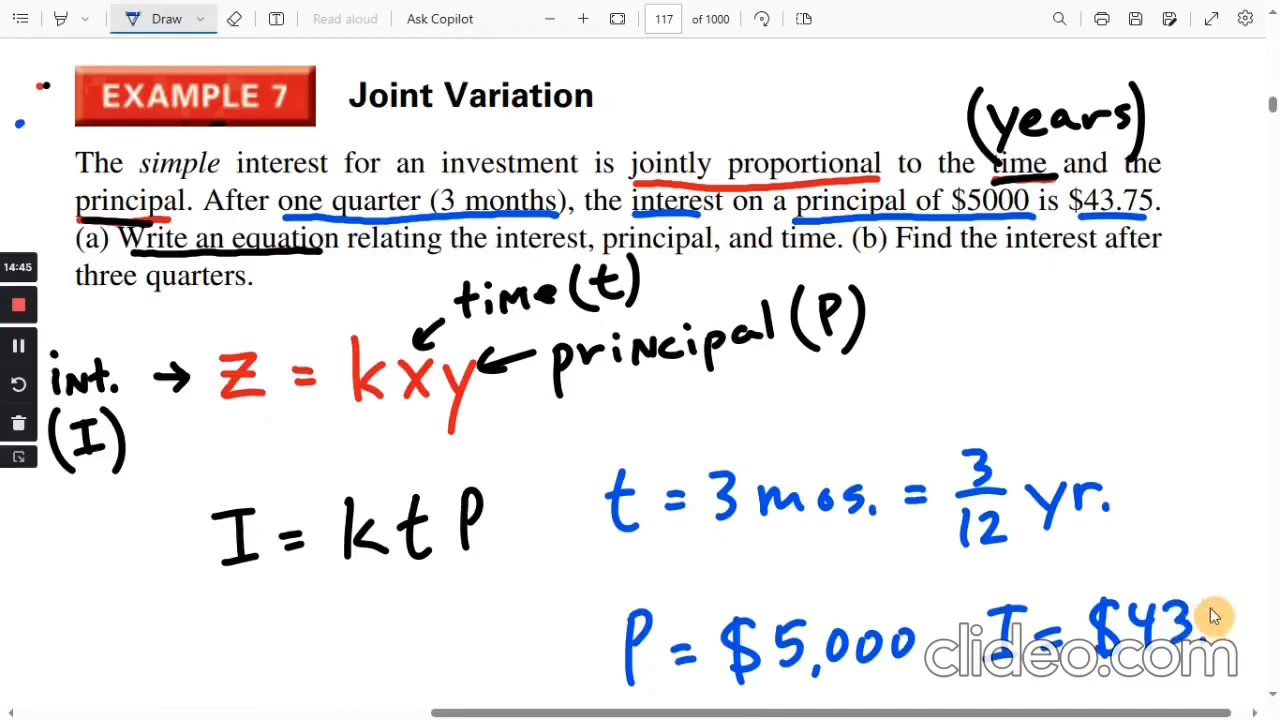 Draw
Read aloud
Ask Copilot
117 of 1000
EXAMPLE 7 Joint Variation
(years)
The simple interest for an investment is jointly proportional to the time and the
principal. After one quarter (3 months), the interest on a principal of $5000 is $43.75.
(a) Write an equation relating the interest, principal, and time. (b) Find the interest after
three quarters.
14:45
time (t)
principal (P)
int. → z = kxy
(I)
I = ktP
t = 3 mos. = 3/12 yr.
P = $5,000 I = $43.
clideo.com